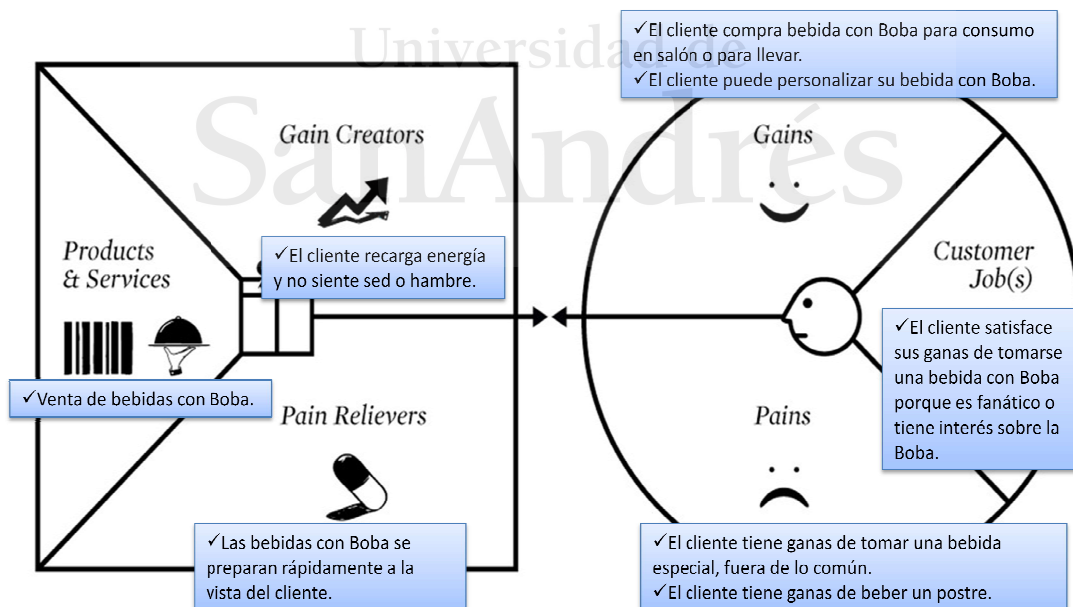 Universidad de
SanAndrés
✓El cliente compra bebida con Boba para consumo
en salón o para llevar.
✓El cliente puede personalizar su bebida con Boba.
Gain Creators
Gains
Products
& Services
✓El cliente recarga energía
y no siente sed o hambre.
Customer
Job(s)
✓El cliente satisface
sus ganas de tomarse
una bebida con Boba
porque es fanático o
tiene interés sobre la
Boba.
✓Venta de bebidas con Boba.
Pain Relievers
Pains
✓Las bebidas con Boba se
preparan rápidamente a la
vista del cliente.
✓El cliente tiene ganas de tomar una bebida
especial, fuera de lo común.
✓El cliente tiene ganas de beber un postre.